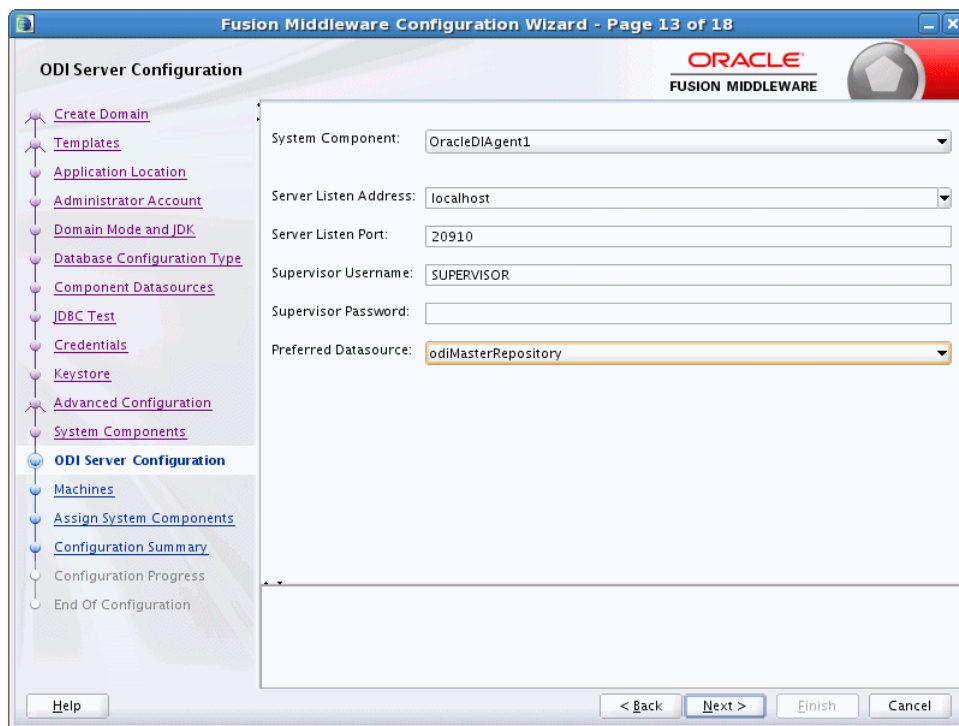 Fusion Middleware Configuration Wizard - Page 13 of 18
ODI Server Configuration
ORACLE
FUSION MIDDLEWARE
Create Domain
Templates
Application Location
Administrator Account
Domain Mode and JDK
Database Configuration Type
Component Datasources
JDBC Test
Credentials
Keystore
Advanced Configuration
System Components
ODI Server Configuration
Machines
Assign System Components
Configuration Summary
Configuration Progress
End Of Configuration
System Component: OracleDIAgent1
Server Listen Address: localhost
Server Listen Port: 20910
Supervisor Username: SUPERVISOR
Supervisor Password:
Preferred Datasource: odiMasterRepository
Help < Back Next > Finish Cancel